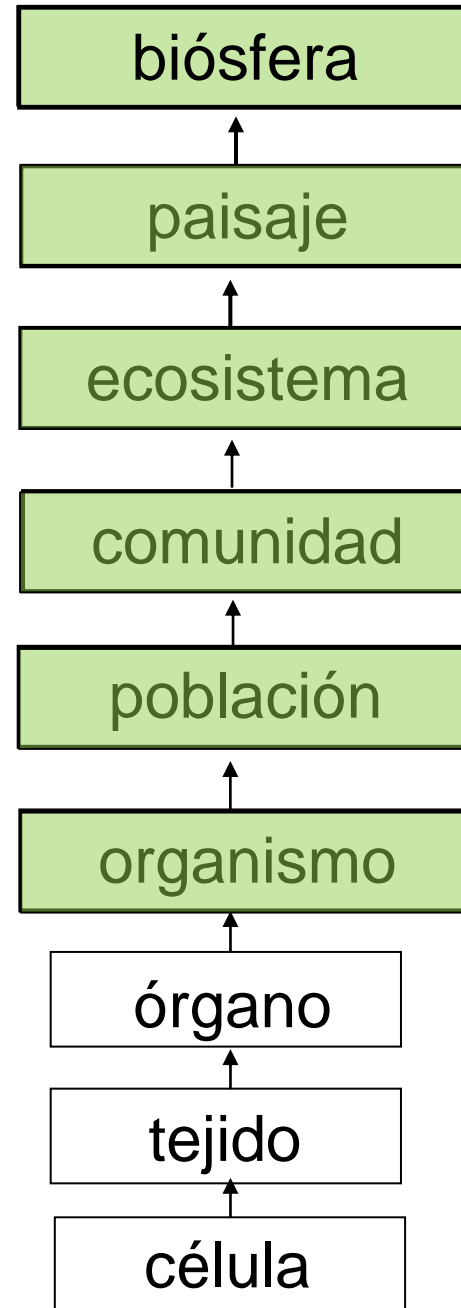 biósfera
paisaje
ecosistema
comunidad
población
organismo
órgano
tejido
célula